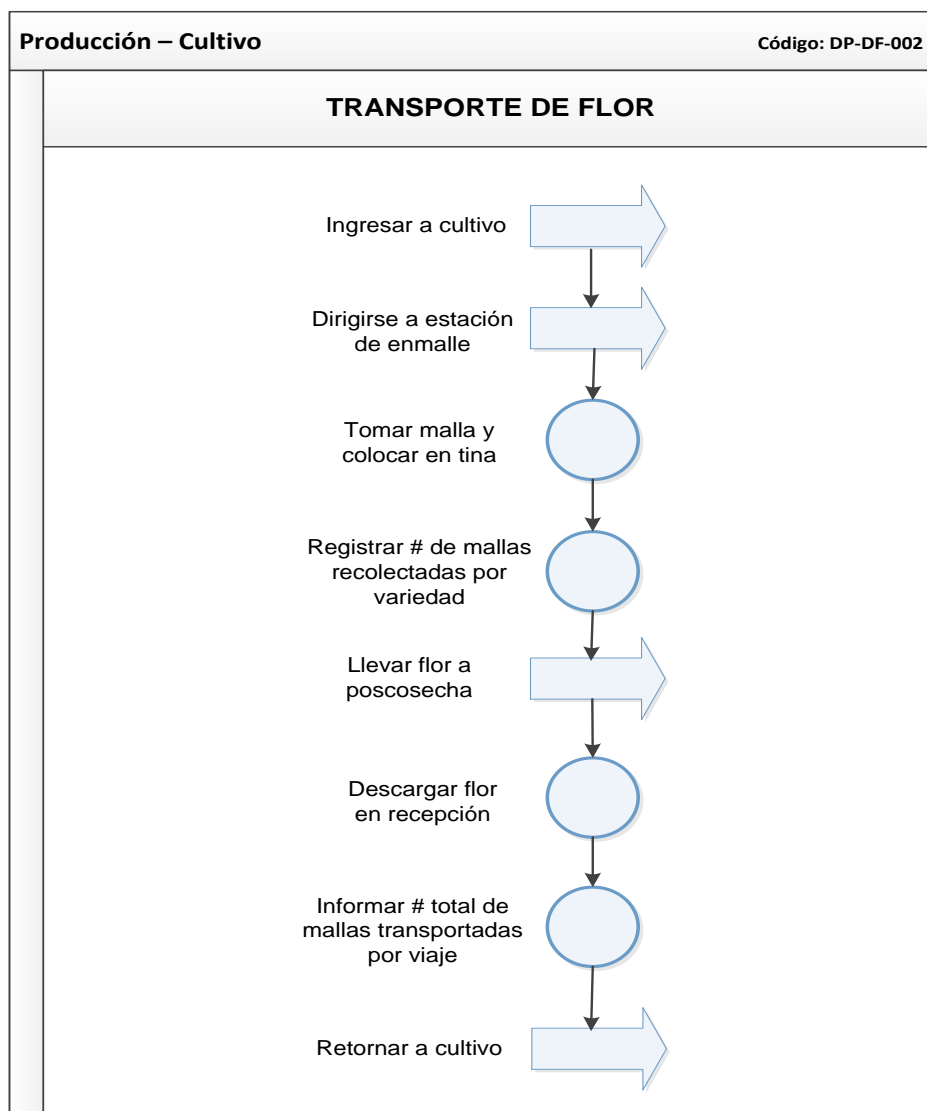 Producción – Cultivo
Código: DP-DF-002
TRANSPORTE DE FLOR
Ingresar a cultivo
Dirigirse a estación
de enmalle
Tomar malla y
colocar en tina
Registrar # de mallas
recolectadas por
variedad
Llevar flor a
poscosecha
Descargar flor
en recepción
Informar # total de
mallas transportadas
por viaje
Retornar a cultivo